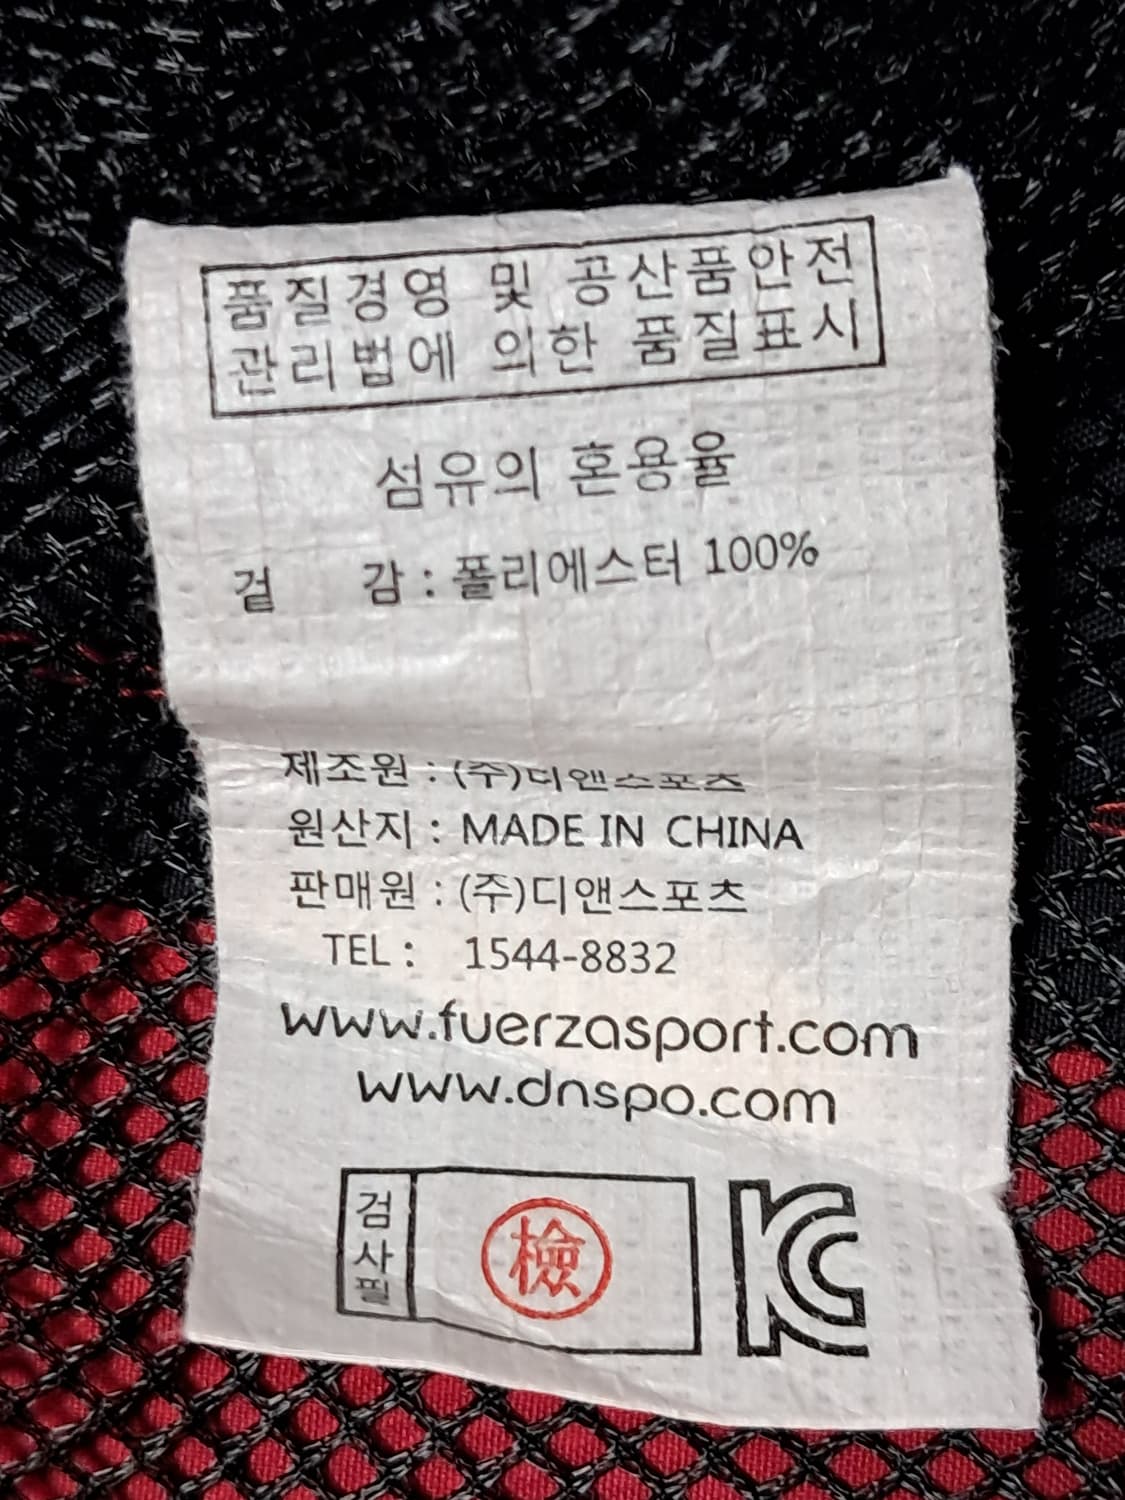 품질경영 및 공산품안전
관리법에 의한 품질표시
섬유의 혼용율
겉 감 : 폴리에스터 100%
제조원 : (주)디앤스포츠
원산지 : MADE IN CHINA
판매원 : (주)디앤스포츠
TEL : 1544-8832
www.fuerzasport.com
www.dnspo.com
검사필
檢
KC